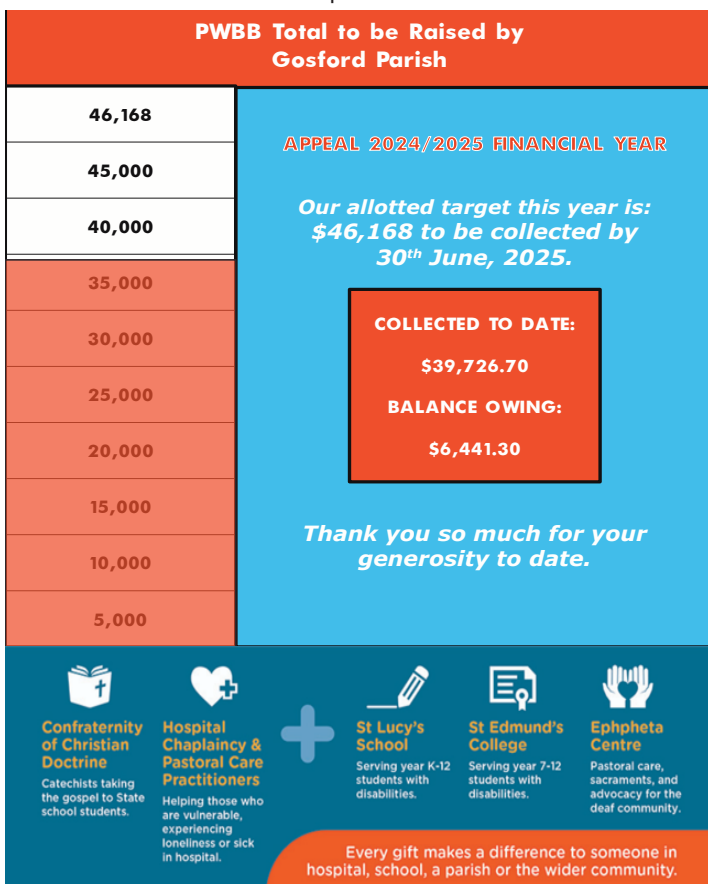 PWBB Total to be Raised by
Gosford Parish
46,168
45,000
40,000
35,000
30,000
25,000
20,000
15,000
10,000
5,000
APPEAL 2024/2025 FINANCIAL YEAR
Our allotted target this year is:
$46,168 to be collected by
30th June, 2025.
COLLECTED TO DATE:
$39,726.70
BALANCE OWING:
$6,441.30
Thank you so much for your
generosity to date.
Confraternity
of Christian
Doctrine
Catechists taking
the gospel to State
school students.
Hospital
Chaplaincy &
Pastoral Care
Practitioners
Helping those who
are vulnerable,
experiencing
loneliness or sick
in hospital.
St Lucy's
School
Serving year K-12
students with
disabilities.
St Edmund's
College
Serving year 7-12
students with
disabilities.
Ephpheta
Centre
Pastoral care,
sacraments, and
advocacy for the
deaf community.
Every gift makes a difference to someone in
hospital, school, a parish or the wider community.